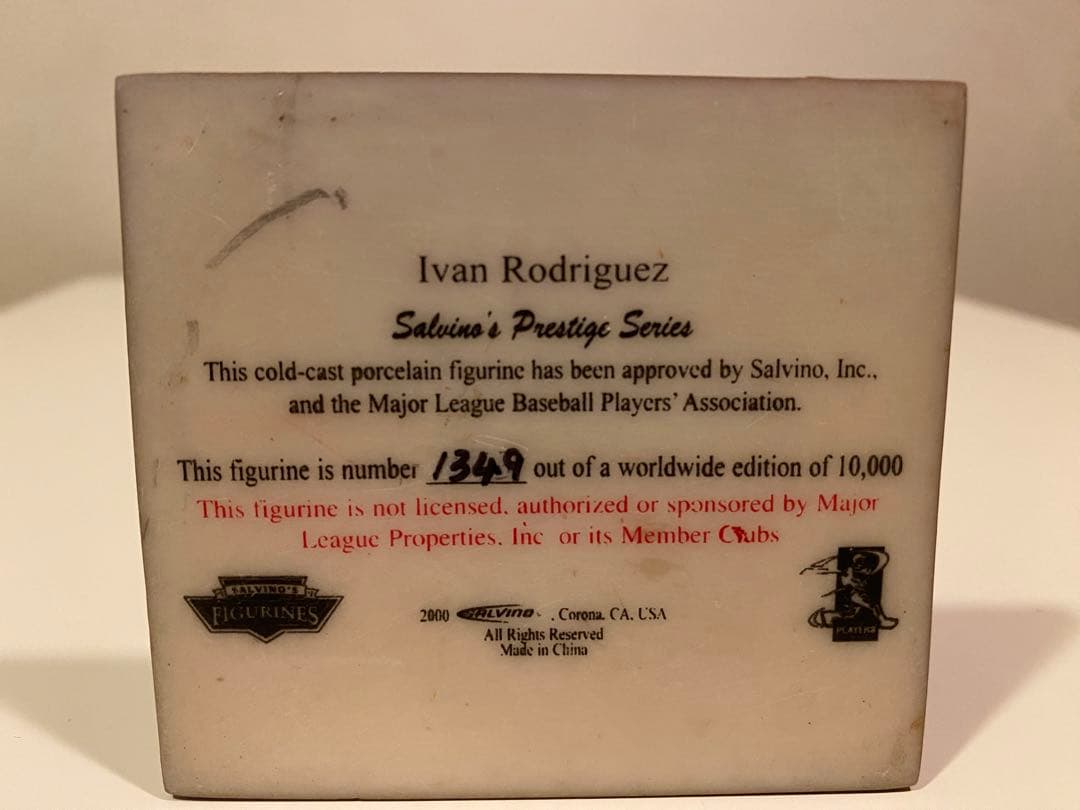 Ivan Rodriguez
Salvino's Prestige Series
This cold-cast porcelain figurine has been approved by Salvino, Inc.,
and the Major League Baseball Players' Association.
This figurine is number 1349 out of a worldwide edition of 10,000
This figurine is not licensed, authorized or sponsored by Major
League Properties, Inc or its Member Clubs
SALVINO'S
FIGURINES
2000 SALVINO . Corona, CA, USA
All Rights Reserved
Made in China
PLAYERS